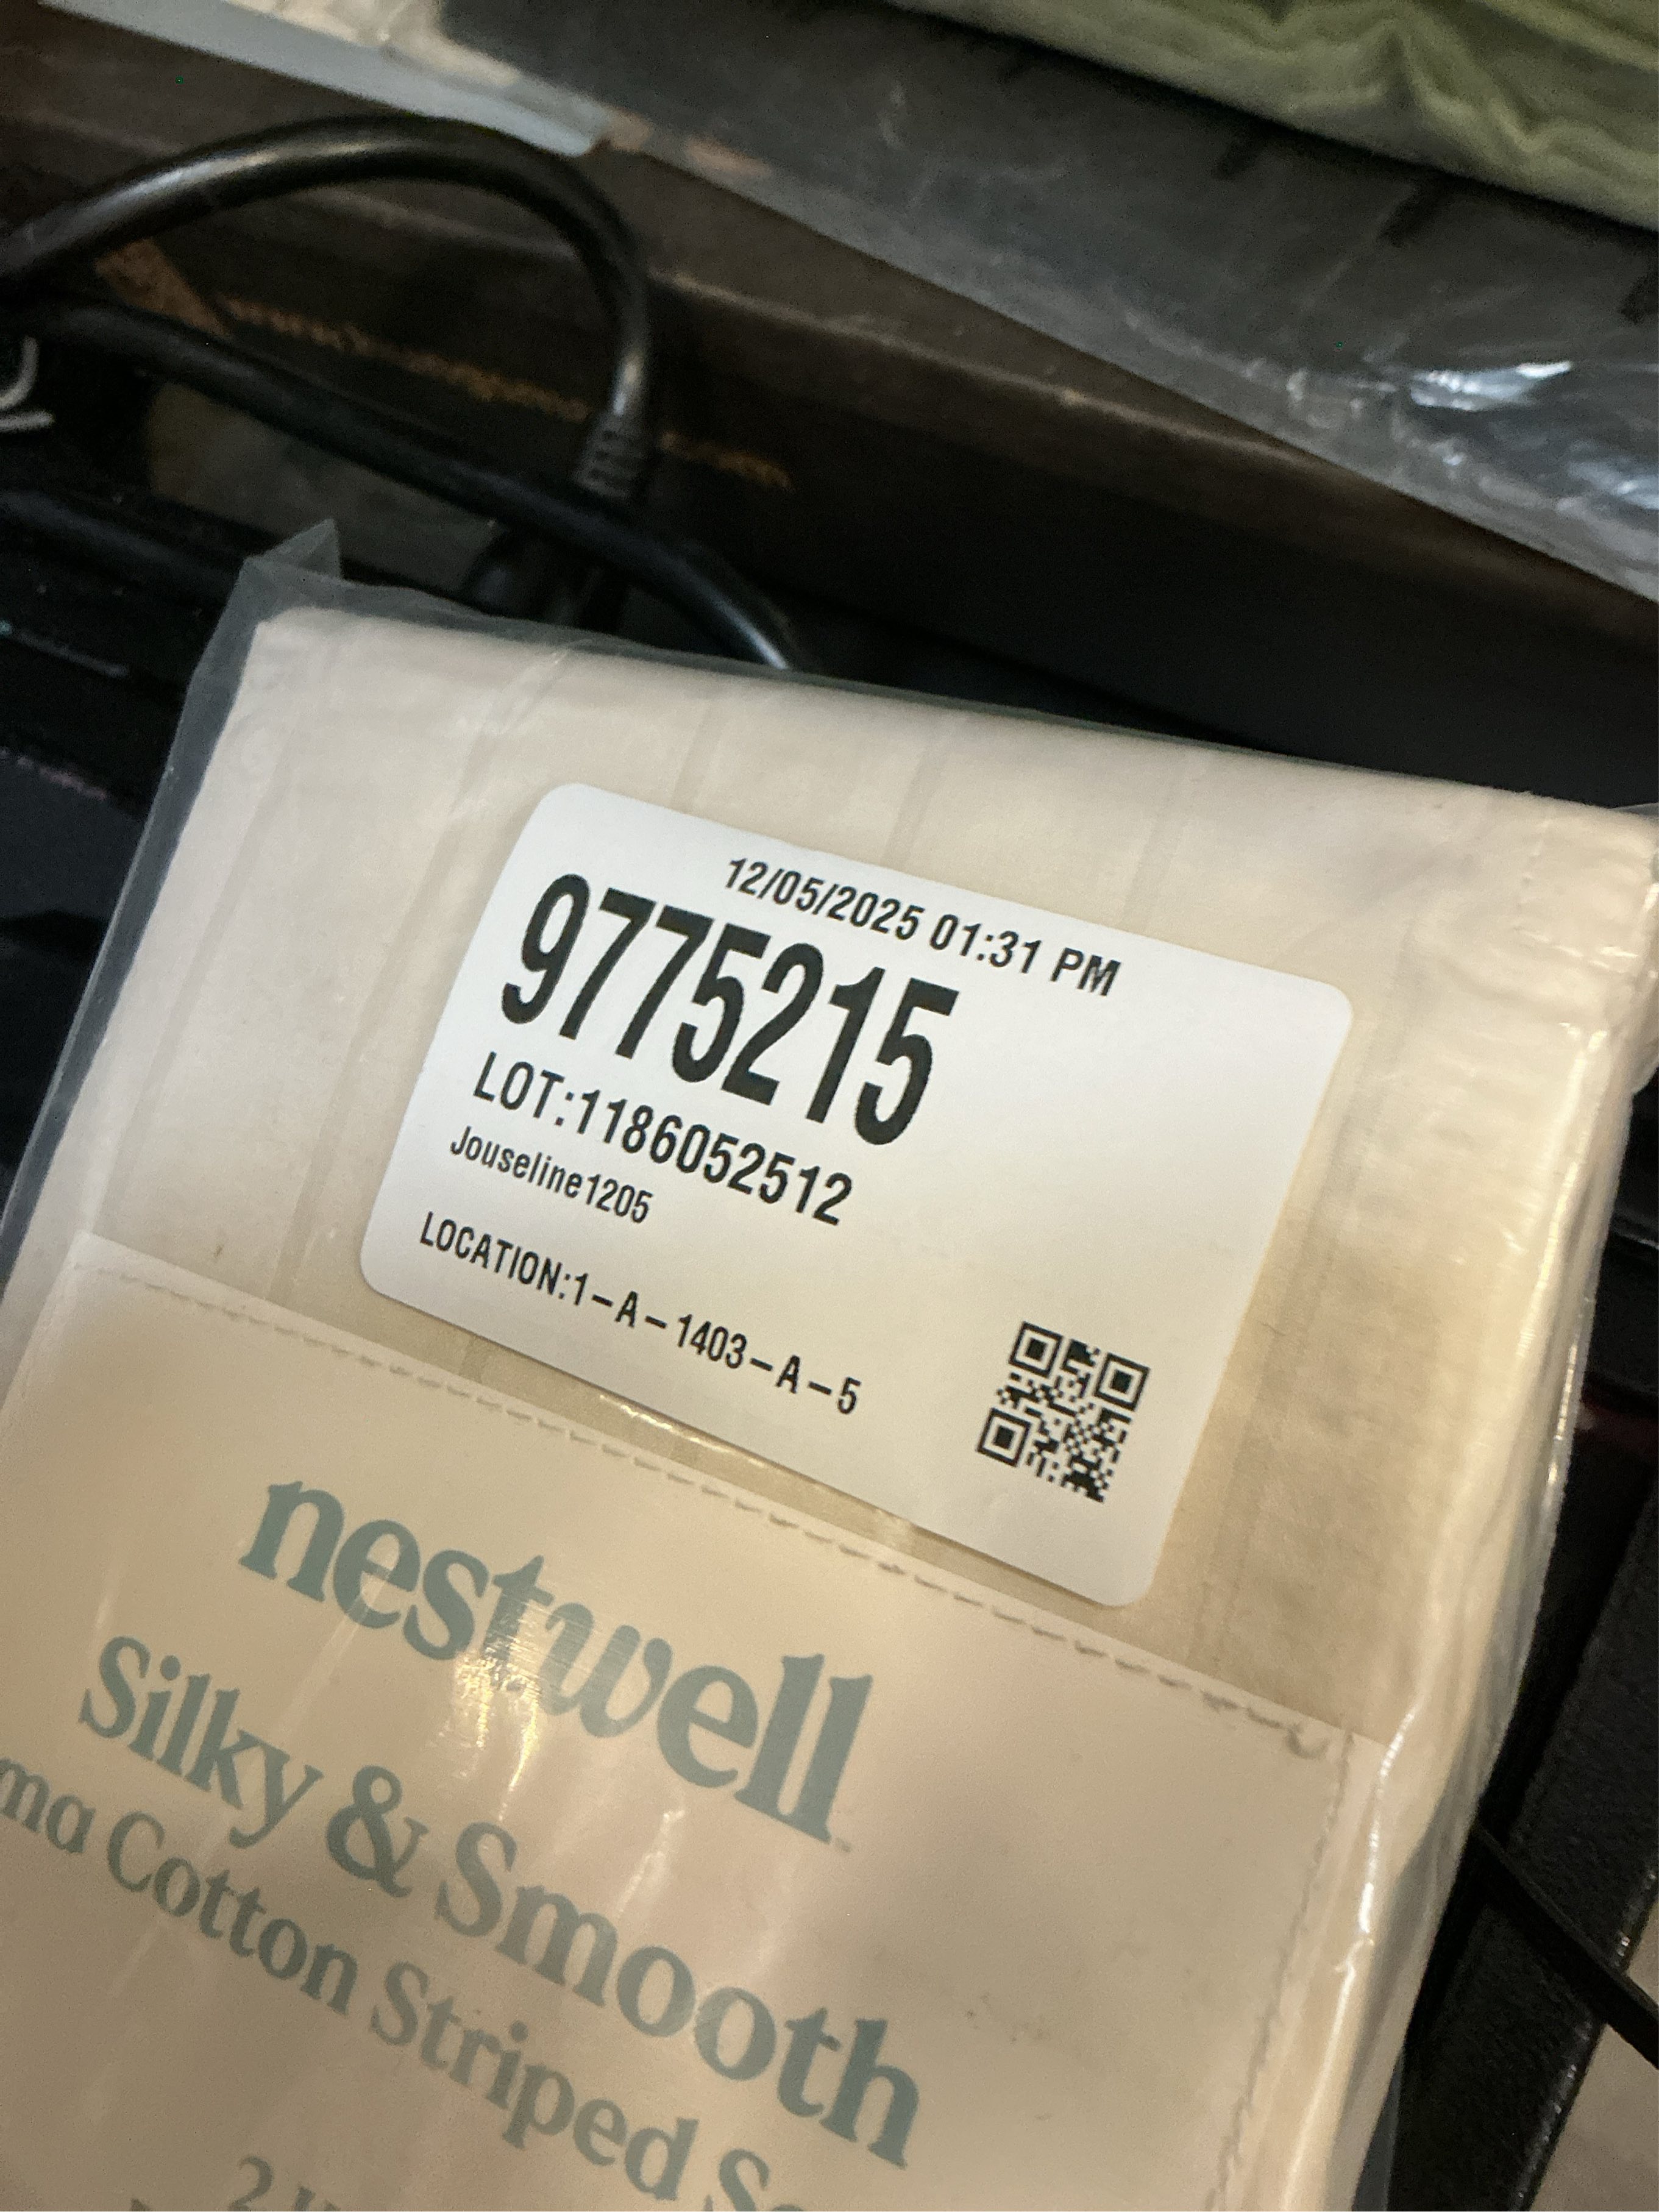 12/05/2025 01:31 PM
9775215
LOT:1186052512
Jouseline1205
LOCATION:1-A-1403-A-5
nestwell
Silky & Smooth
Cotton Striped
2